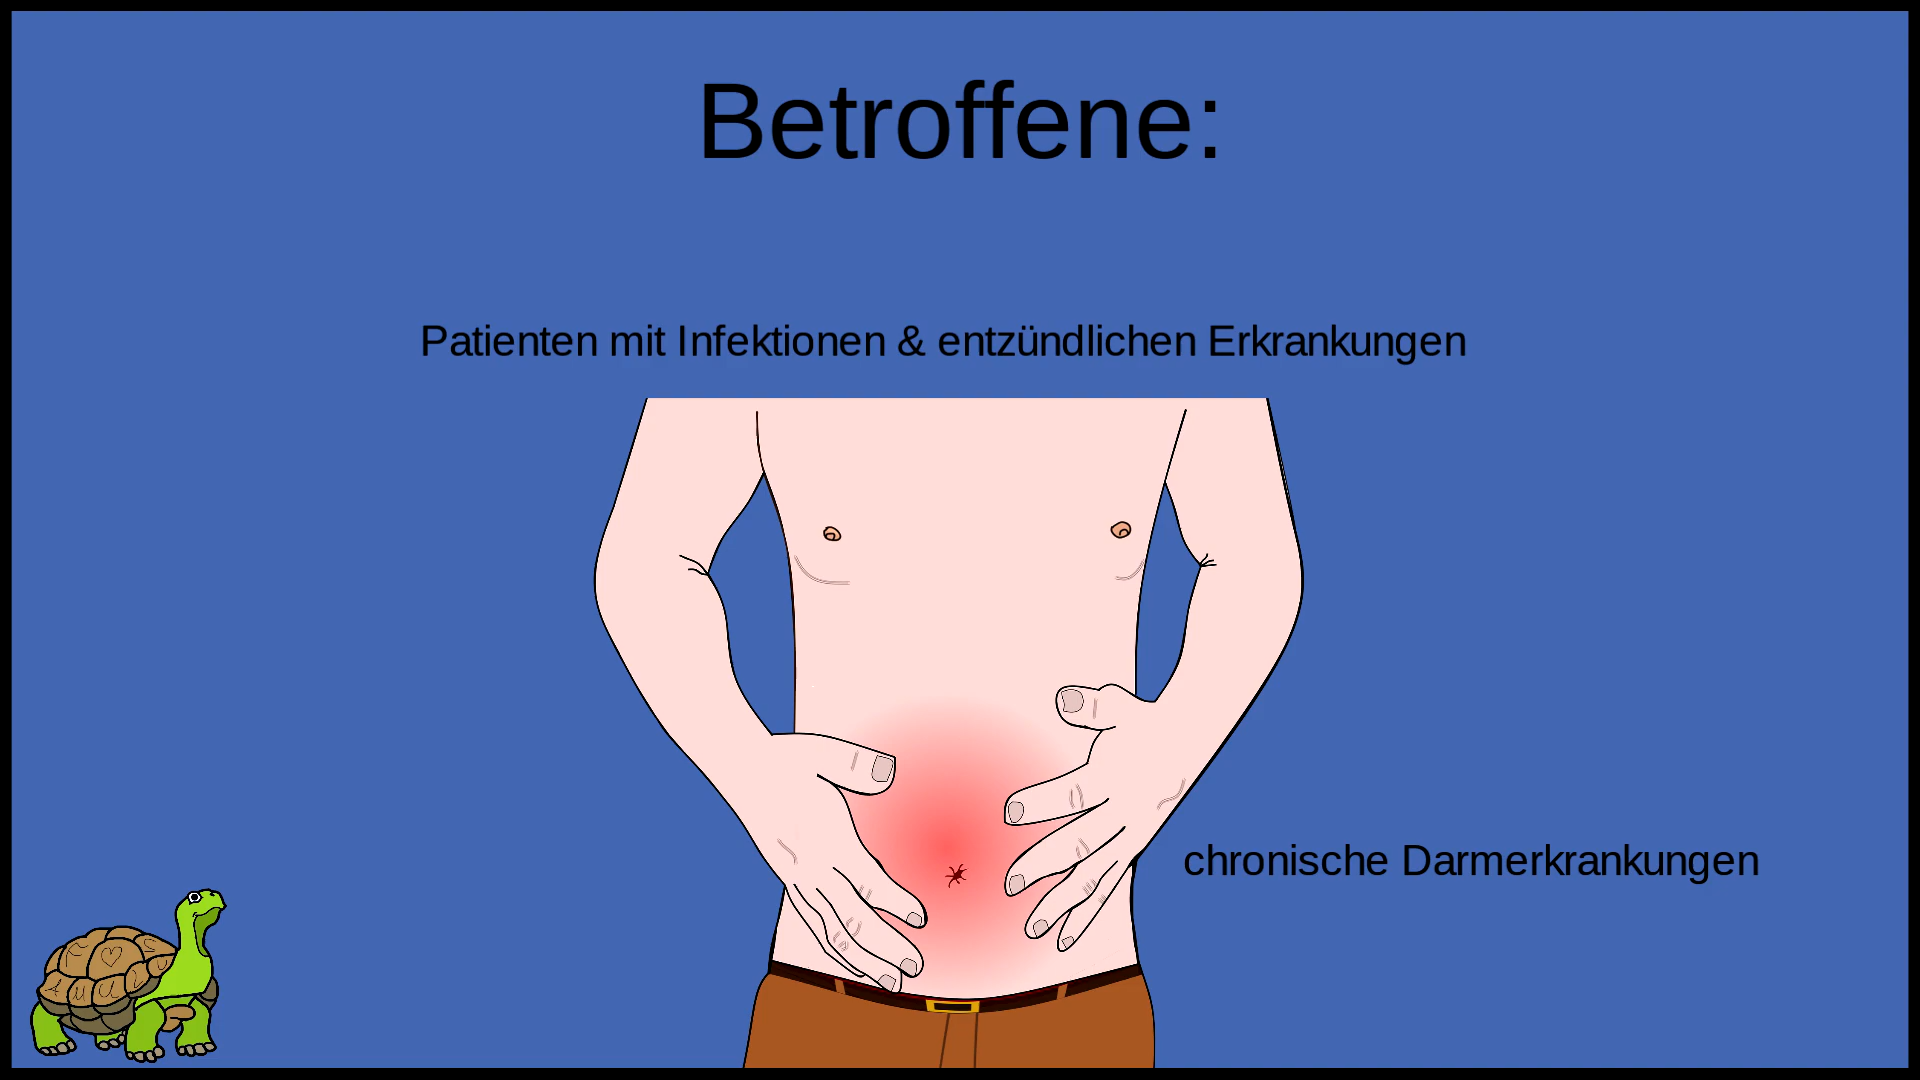 Betroffene:
Patienten mit Infektionen & entzündlichen Erkrankungen
chronische Darmerkrankungen